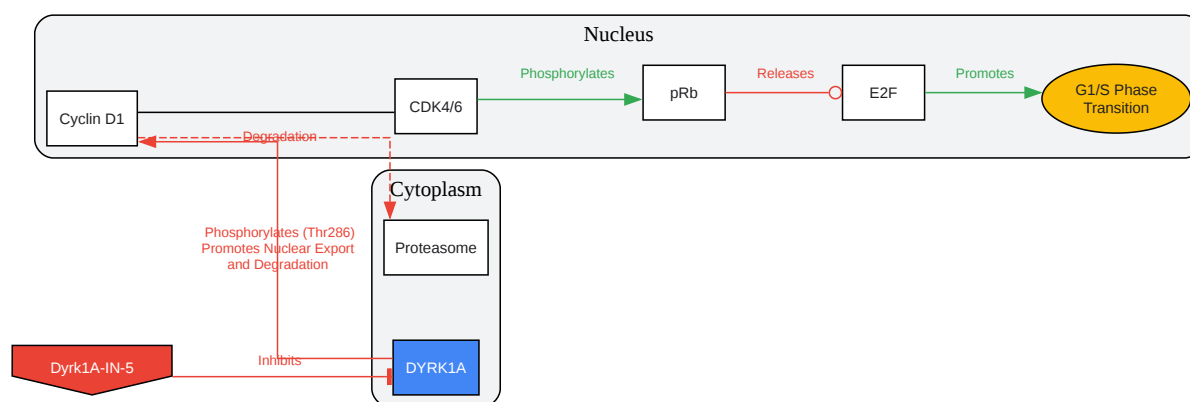 Nucleus
Phosphorylates
Releases
Promotes
Cyclin D1
CDK4/6
pRb
E2F
G1/S Phase
Transition
Degradation
Cytoplasm
Phosphorylates (Thr286)
Promotes Nuclear Export
and Degradation
Proteasome
Dyrk1A-IN-5
Inhibits
DYRK1A